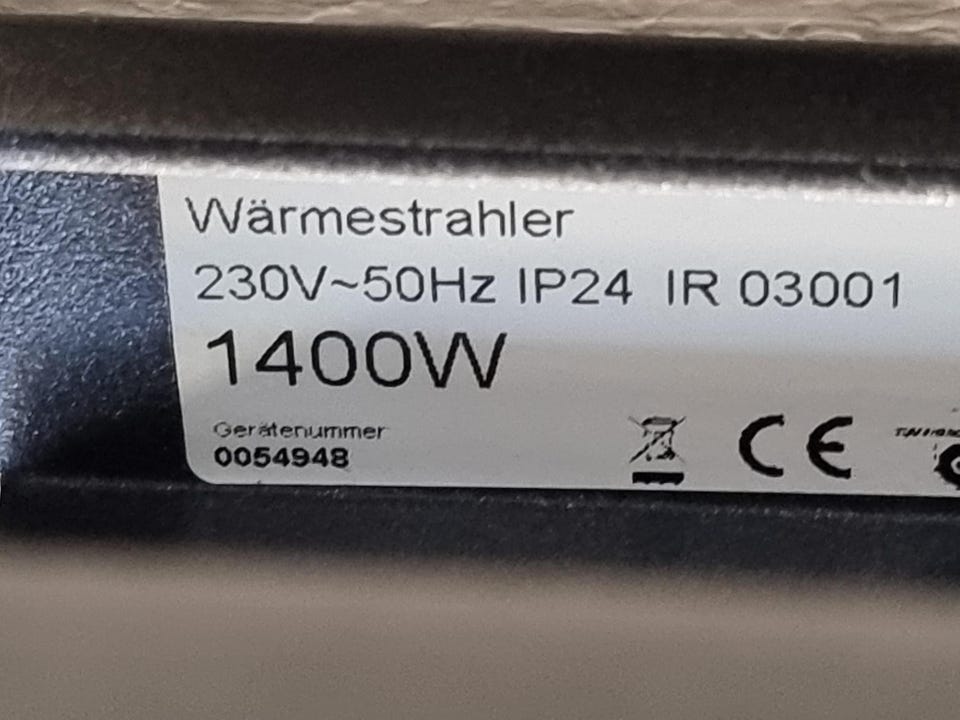 Wärmestrahler
230V~50Hz IP24 IR 03001
1400W
Gerätenummer
0054948
CE